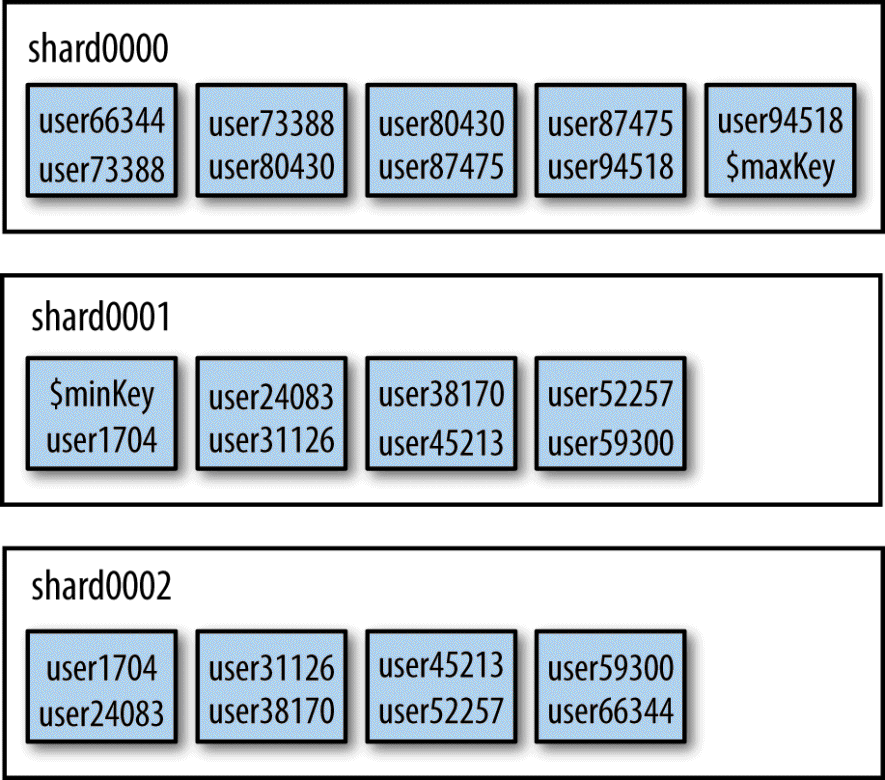 shard0000
user66344
user73388
user73388
user80430
user80430
user87475
user87475
user94518
user94518
$maxKey
shard0001
$minKey
user1704
user24083
user31126
user38170
user45213
user52257
user59300
shard0002
user1704
user24083
user31126
user38170
user45213
user52257
user59300
user66344